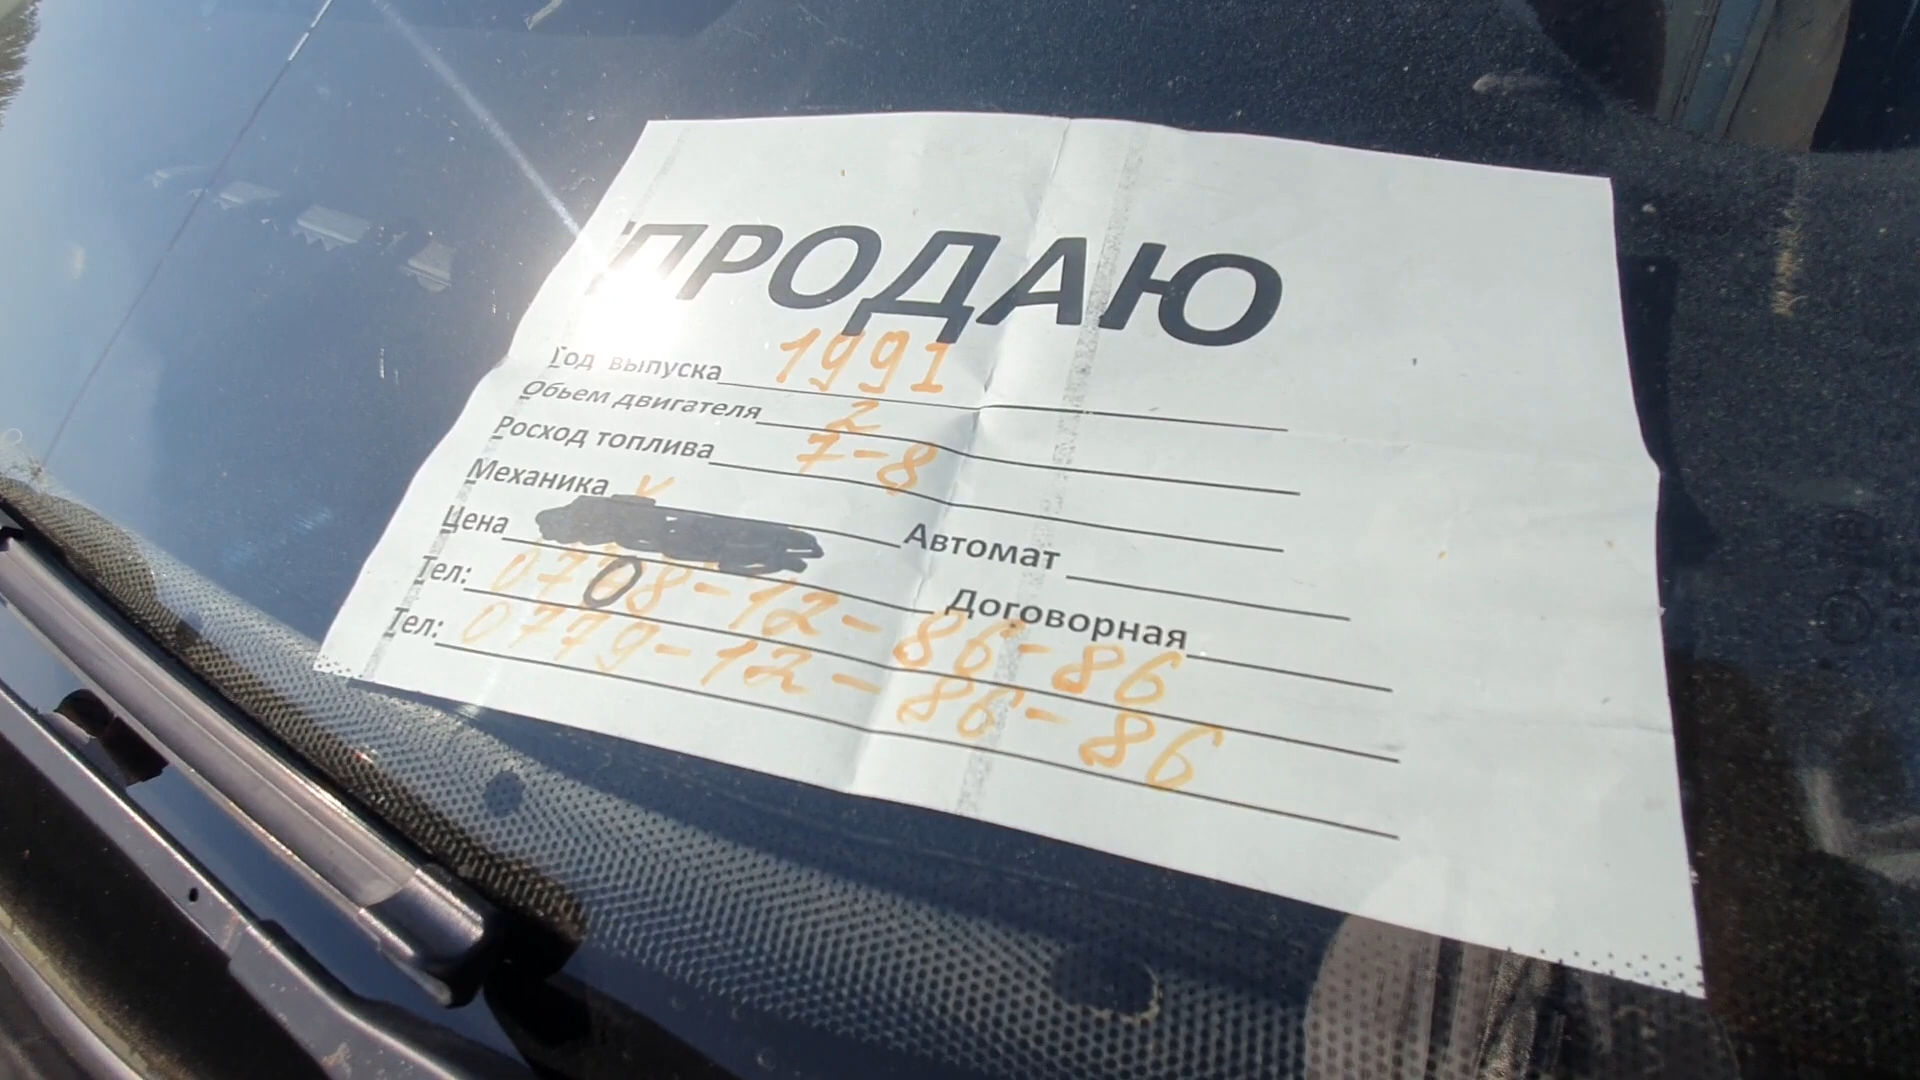 ПРОДАЮ
Год выпуска 1991
Обьем двигателя 2
Росход топлива 7-8
Механика v Автомат
Цена Договорная
Тел: 0708-12-86-86
Тел: 0779-12-86-86